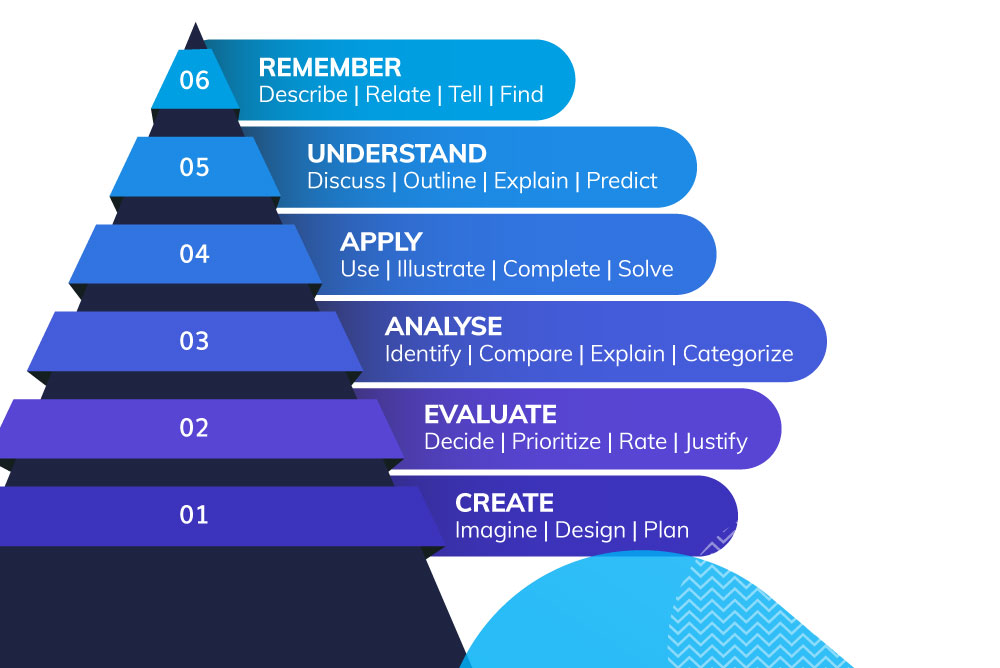 06
REMEMBER
Describe | Relate | Tell | Find
05
UNDERSTAND
Discuss | Outline | Explain | Predict
04
APPLY
Use | Illustrate | Complete | Solve
03
ANALYSE
Identify | Compare | Explain | Categorize
02
EVALUATE
Decide | Prioritize | Rate | Justify
01
CREATE
Imagine | Design | Plan